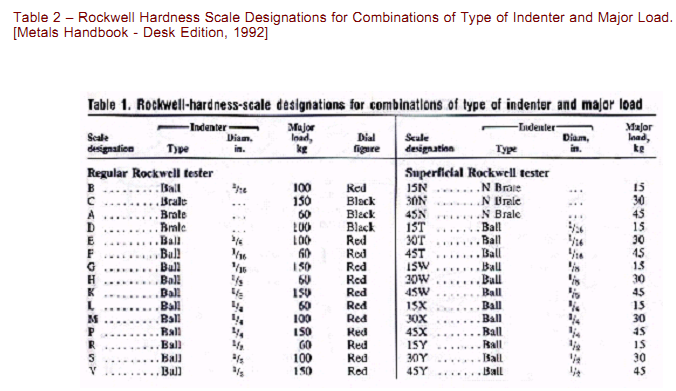 Table 2 – Rockwell Hardness Scale Designations for Combinations of Type of Indenter and Major Load.
[Metals Handbook - Desk Edition, 1992]
Table 1. Rockwell-hardness-scale designations for combinations of type of indenter and major load
Scale designation Indenter Type Diam, in. Major load, kg Dial figure Scale designation Indenter Type Diam, in. Major load, kg
Regular Rockwell tester Superficial Rockwell tester
B ........ Ball 1/16 100 Red 15N ....... N Brale ... 15
C ........ Brale ... 150 Black 30N ....... N Brale ... 30
A ........ Brale ... 60 Black 45N ....... N Brale ... 45
D ........ Brale ... 100 Black 15T ....... Ball 1/16 15
E ........ Ball 1/8 100 Red 30T ....... Ball 1/16 30
F ........ Ball 1/16 60 Red 45T ....... Ball 1/16 45
G ........ Ball 1/16 150 Red 15W ....... Ball 1/8 15
H ........ Ball 1/8 60 Red 30W ....... Ball 1/8 30
K ........ Ball 1/8 150 Red 45W ....... Ball 1/8 45
L ........ Ball 1/4 60 Red 15X ....... Ball 1/4 15
M ........ Ball 1/4 100 Red 30X ....... Ball 1/4 30
P ........ Ball 1/4 150 Red 45X ....... Ball 1/4 45
R ........ Ball 1/2 60 Red 15Y ....... Ball 1/2 15
S ........ Ball 1/2 100 Red 30Y ....... Ball 1/2 30
V ........ Ball 1/2 150 Red 45Y ....... Ball 1/2 45